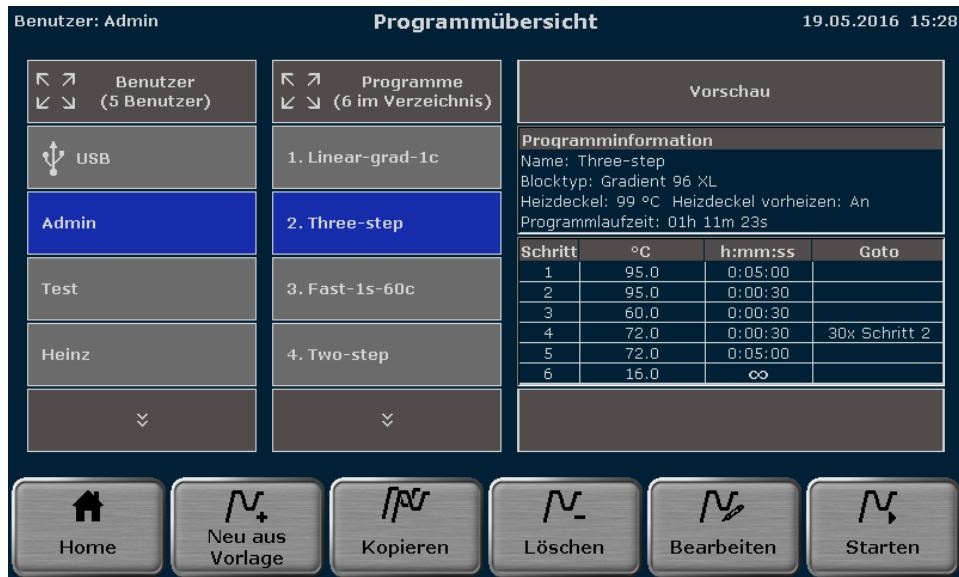 Benutzer: Admin
Programmübersicht
19.05.2016 15:28
Benutzer
(5 Benutzer)
USB
Admin
Test
Heinz
Programme
(6 im Verzeichnis)
1. Linear-grad-1c
2. Three-step
3. Fast-1s-60c
4. Two-step
Vorschau
Programminformation
Name: Three-step
Blocktyp: Gradient 96 XL
Heizdeckel: 99 °C Heizdeckel vorheizen: An
Programmlaufzeit: 01h 11m 23s
Schritt °C h:mm:ss Goto
1 95.0 0:05:00
2 95.0 0:00:30
3 60.0 0:00:30
4 72.0 0:00:30 30x Schritt 2
5 72.0 0:05:00
6 16.0 ∞
Home
Neu aus
Vorlage
Kopieren
Löschen
Bearbeiten
Starten